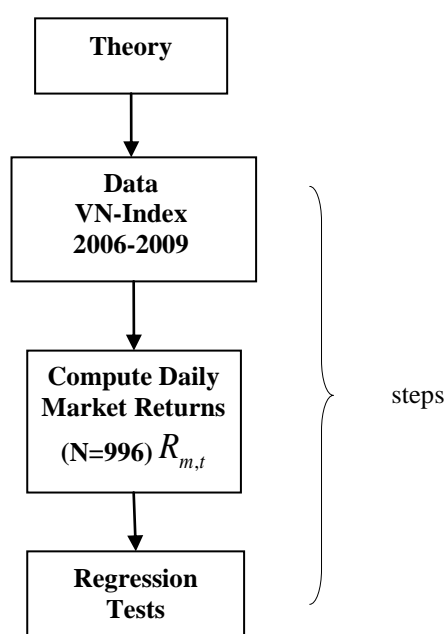 Theory
Data
VN-Index
2006-2009
Compute Daily
Market Returns
(N=996) R_{m,t}
steps
Regression
Tests